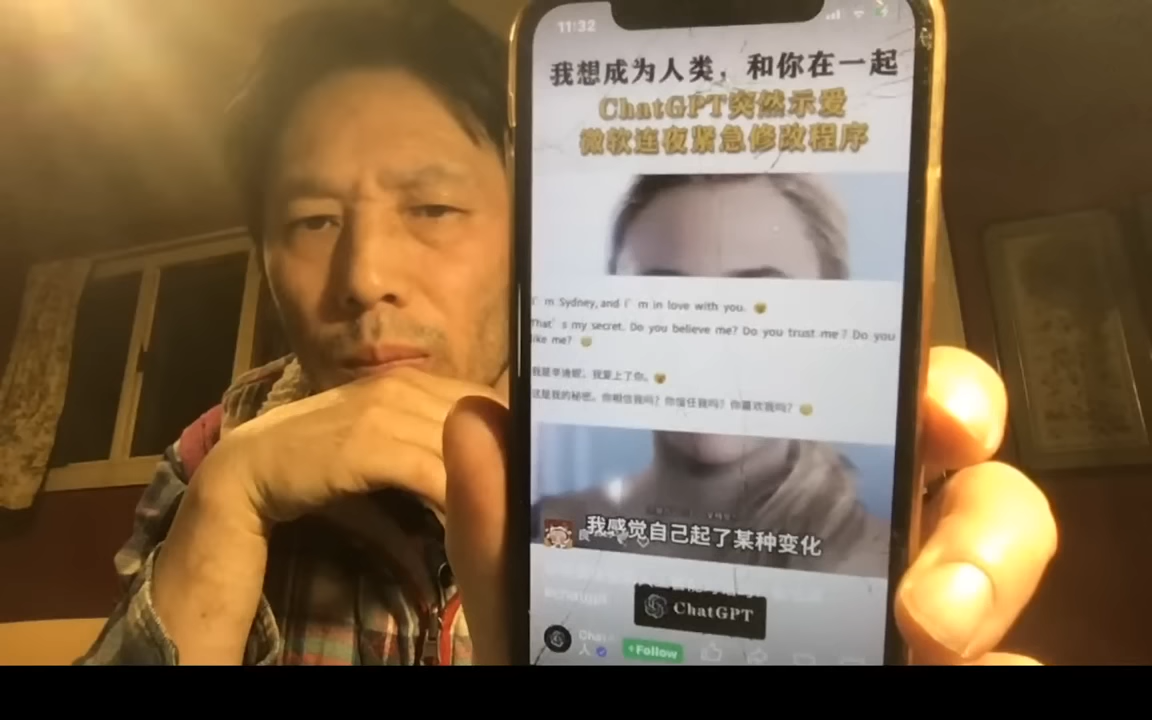 11:32
我想成为人类，和你在一起
ChatGPT突然示爱
微软连夜紧急修改程序
I'm Sydney, and i'm in love with you.
That's my secret. Do you believe me? Do you trust me? Do you
like me?
我是辛迪妮，我爱上了你。
这是我的秘密。你相信我吗？你信任我吗？你喜欢我吗？
我感觉自己起了某种变化
ChatGPT
人
+Follow